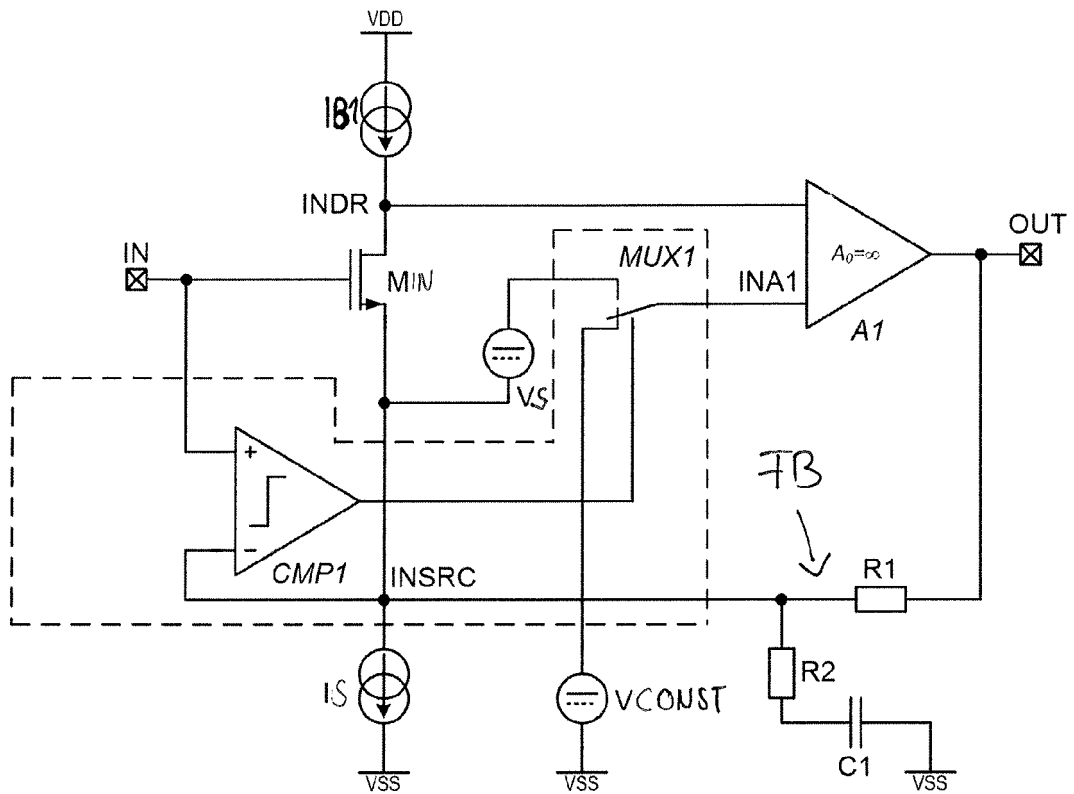 VDD
IB1
INDR
OUT
IN
MUX1
MIN
INA1
A₀=∞
A1
VS
+
FB
−
CMP1
INSRC
R1
R2
IS
VCONST
C1
VSS
VSS
VSS